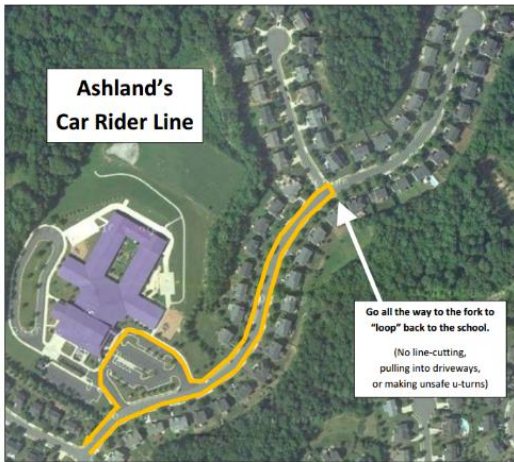 Ashland's
Car Rider Line
Go all the way to the fork to
"loop" back to the school.
(No line-cutting,
pulling into driveways,
or making unsafe u-turns)